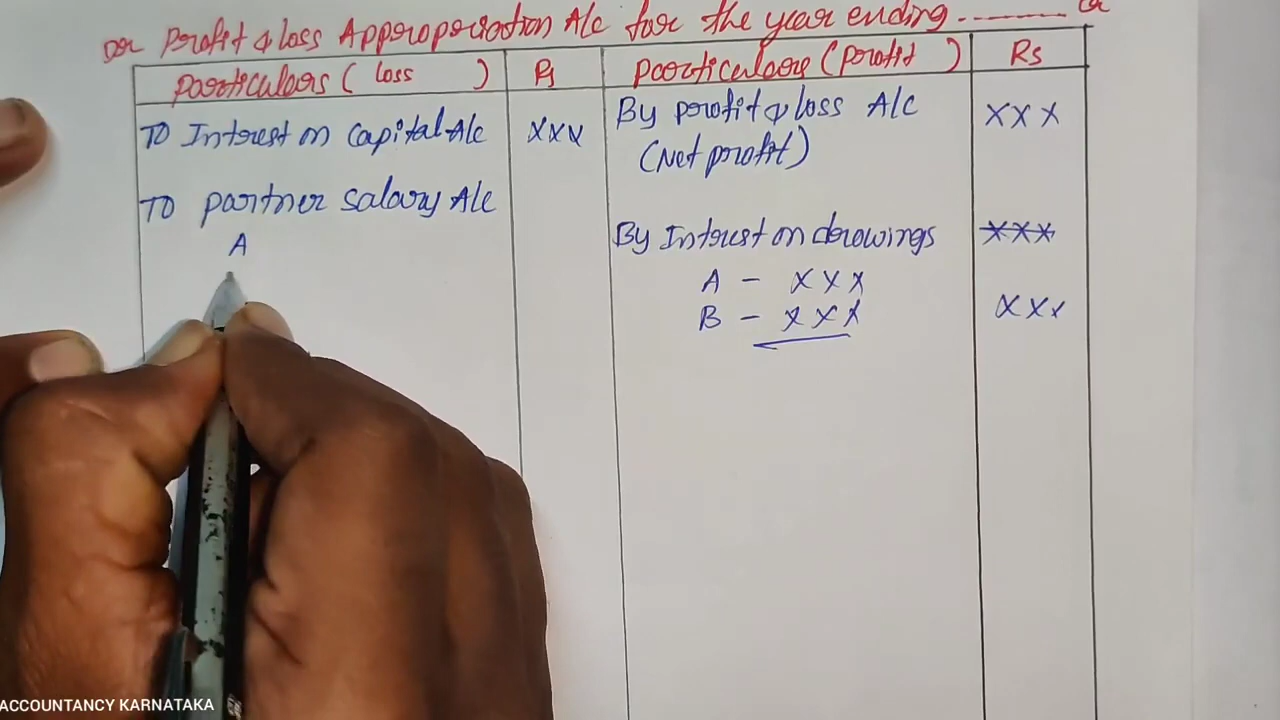 Dr Profit & loss Appropriation A/c for the year ending ........ Cr
Particulars ( loss ) Rs Particulars ( profit ) Rs
To Interest on Capital A/c xxx By profit & loss A/c xxx
(Net profit)
To partner salary A/c
By Interest on drawings xxx
A
A - xxx
B - xxx xxx
ACCOUNTANCY KARNATAKA